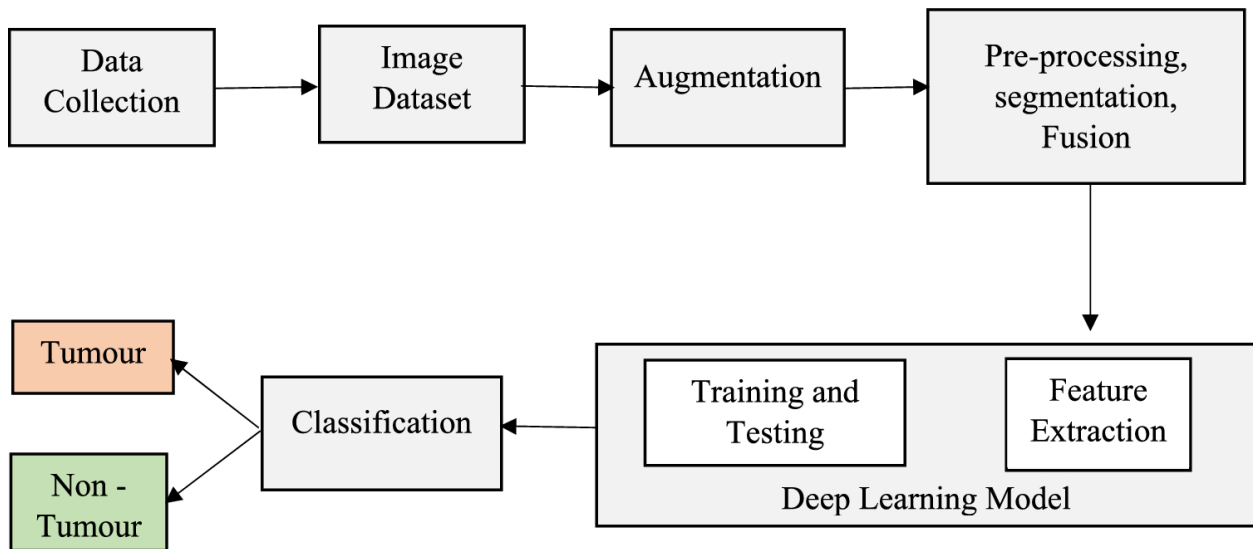 Data
Collection
Image
Dataset
Augmentation
Pre-processing,
segmentation,
Fusion
Tumour
Non -
Tumour
Classification
Training and
Testing
Feature
Extraction
Deep Learning Model